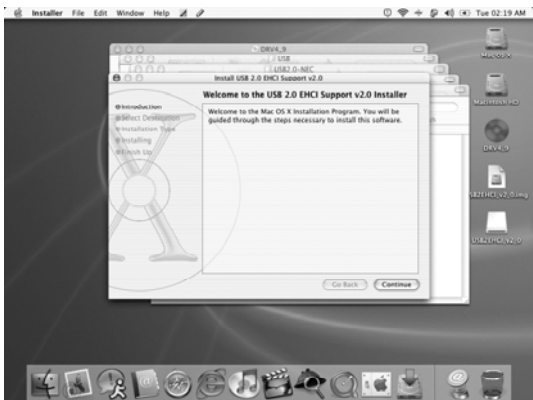 Installer File Edit Window Help
Tue 02:19 AM
DRV4_9
USB
USB2.0-NEC
Install USB 2.0 EHCI Support v2.0
Welcome to the USB 2.0 EHCI Support v2.0 Installer
Introduction
Select Destination
Installation Type
Installing
Finish Up
Welcome to the Mac OS X Installation Program. You will be
guided through the steps necessary to install this software.
Go Back
Continue
Mac OS X
Macintosh HD
DRV4_9
USB2EHCI_v2_0.img
USB2EHCI_v2_0